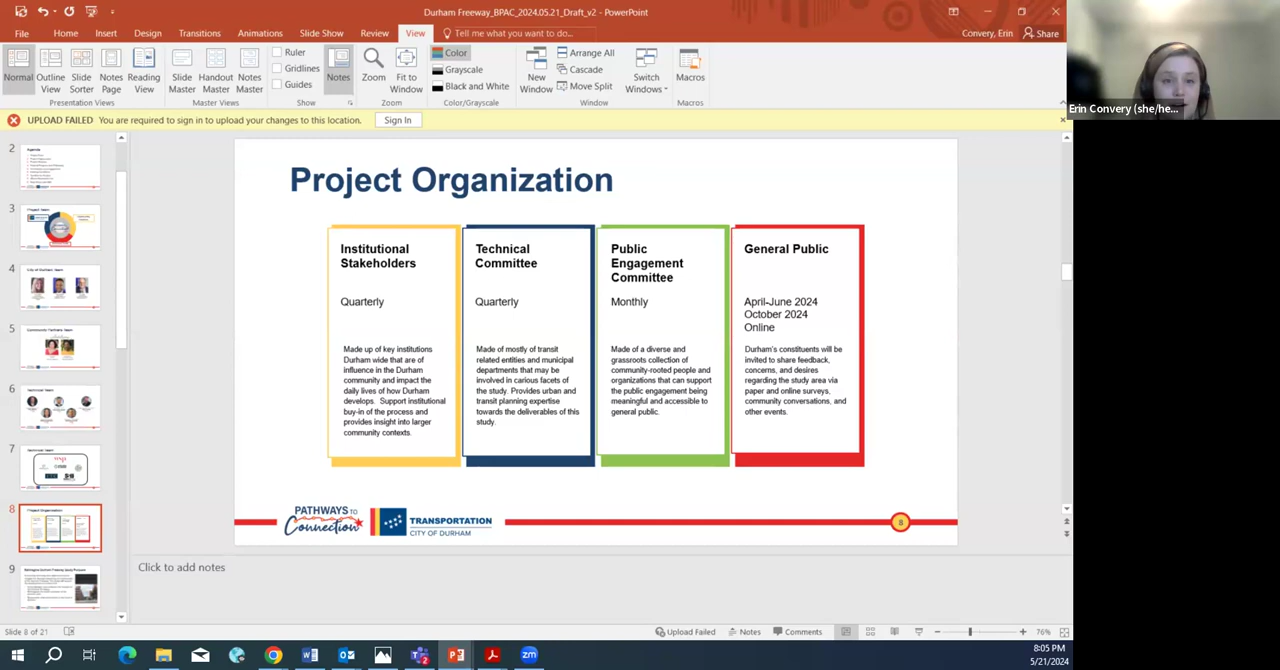 Durham Freeway_BPAC_2024.05.21_Draft_v2 - PowerPoint
File Home Insert Design Transitions Animations Slide Show Review View Tell me what you want to do... Convery, Erin Share
Normal
Outline View
Slide Sorter
Notes Page
Reading View
Presentation Views
Slide Master
Handout Master
Notes Master
Master Views
Ruler
Gridlines
Guides
Show
Notes
Zoom
Fit to Window
Zoom
Color
Grayscale
Black and White
Color/Grayscale
New Window
Arrange All
Cascade
Move Split
Switch Windows
Window
Macros
Macros
Erin Convery (she/he...
UPLOAD FAILED You are required to sign in to upload your changes to this location. Sign In
2
3
4
5
6
7
8
9
Project Organization
Institutional
Stakeholders
Quarterly
Made up of key institutions
Durham wide that are of
influence in the Durham
community and impact the
daily lives of how Durham
develops. Support institutional
buy-in of the process and
provides insight into larger
community contexts.
Technical
Committee
Quarterly
Made of mostly of transit
related entities and municipal
departments that may be
involved in carious facets of
the study. Provides urban and
transit planning expertise
towards the deliverables of this
study.
Public
Engagement
Committee
Monthly
Made of a diverse and
grassroots collection of
community-rooted people and
organizations that can support
the public engagement being
meaningful and accessible to
general public.
General Public
April-June 2024
October 2024
Online
Durham's constituents will be
invited to share feedback,
concerns, and desires
regarding the study area via
paper and online surveys,
community conversations, and
other events.
PATHWAYS TO
Connection
TRANSPORTATION
CITY OF DURHAM
8
Click to add notes
Slide 8 of 21
Upload Failed Notes Comments 76%
8:05 PM
5/21/2024